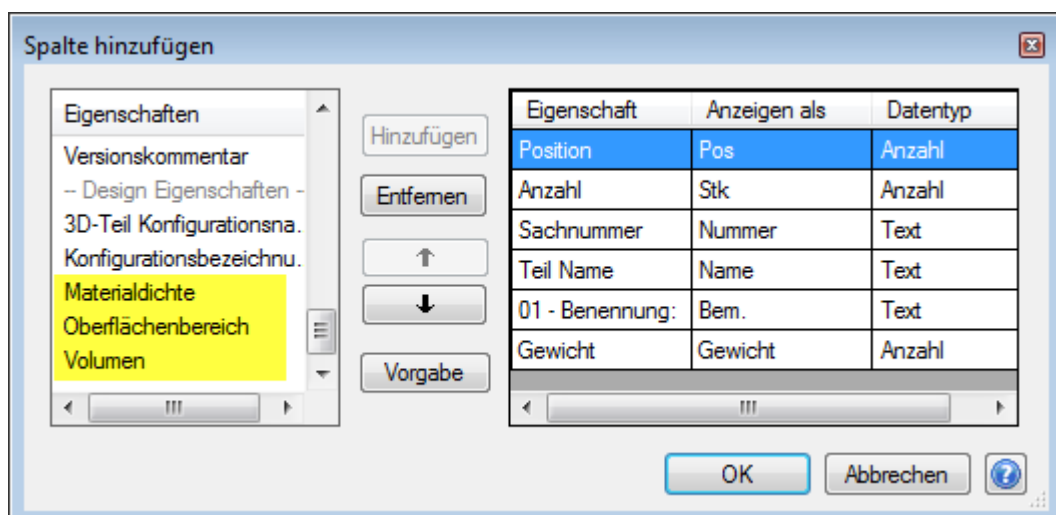 Spalte hinzufügen
Eigenschaften
Versionskommentar
-- Design Eigenschaften -
3D-Teil Konfigurationsna.
Konfigurationsbezeichnu.
Materialdichte
Oberflächenbereich
Volumen
Hinzufügen
Entfernen
Vorgabe
Eigenschaft Anzeigen als Datentyp
Position Pos Anzahl
Anzahl Stk Anzahl
Sachnummer Nummer Text
Teil Name Name Text
01 - Benennung: Bem. Text
Gewicht Gewicht Anzahl
OK Abbrechen ?